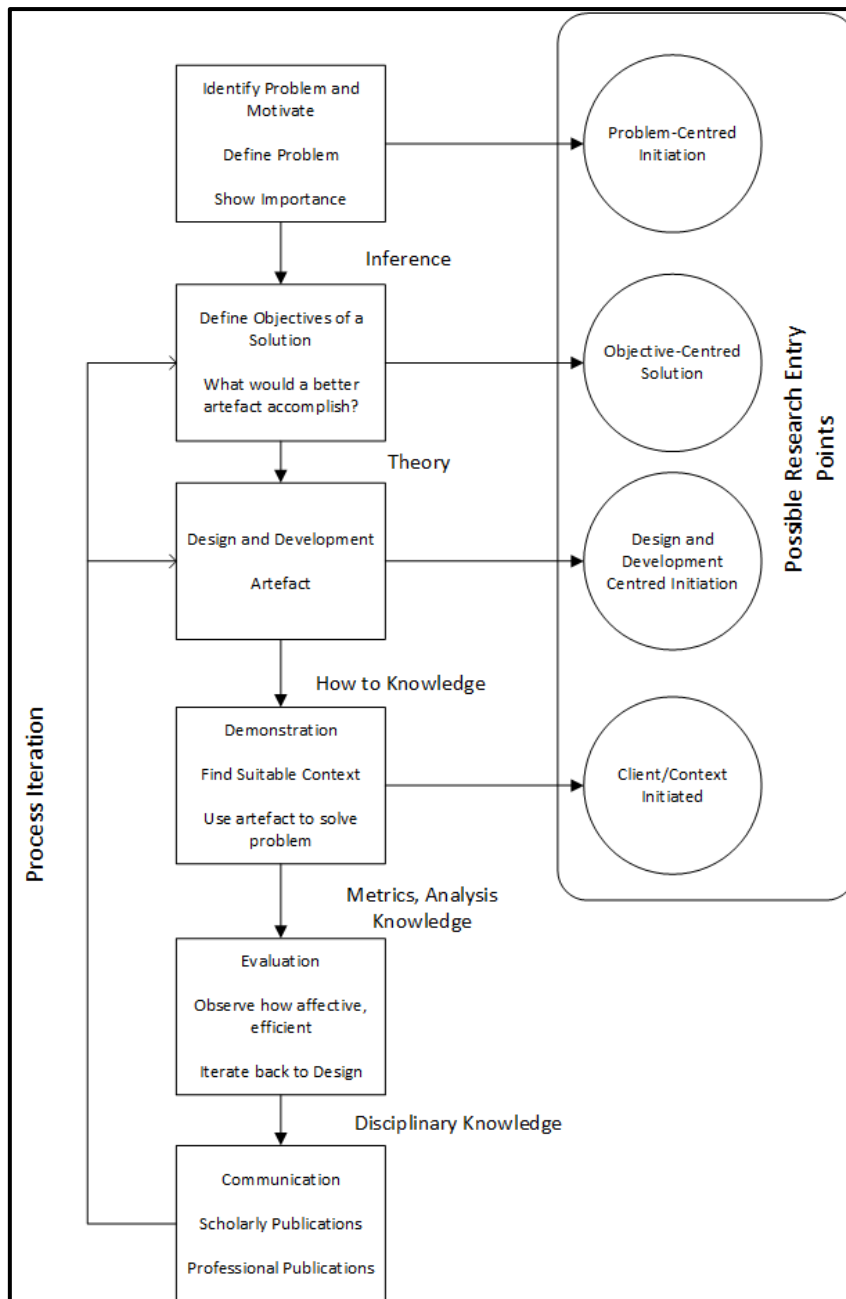 Identify Problem and
Motivate
Define Problem
Show Importance
Problem-Centred
Initiation
Inference
Define Objectives of a
Solution
What would a better
artefact accomplish?
Objective-Centred
Solution
Theory
Design and Development
Artefact
Design and
Development
Centred Initiation
How to Knowledge
Demonstration
Find Suitable Context
Use artefact to solve
problem
Client/Context
Initiated
Metrics, Analysis
Knowledge
Evaluation
Observe how affective,
efficient
Iterate back to Design
Disciplinary Knowledge
Communication
Scholarly Publications
Professional Publications
Process Iteration
Possible Research Entry
Points